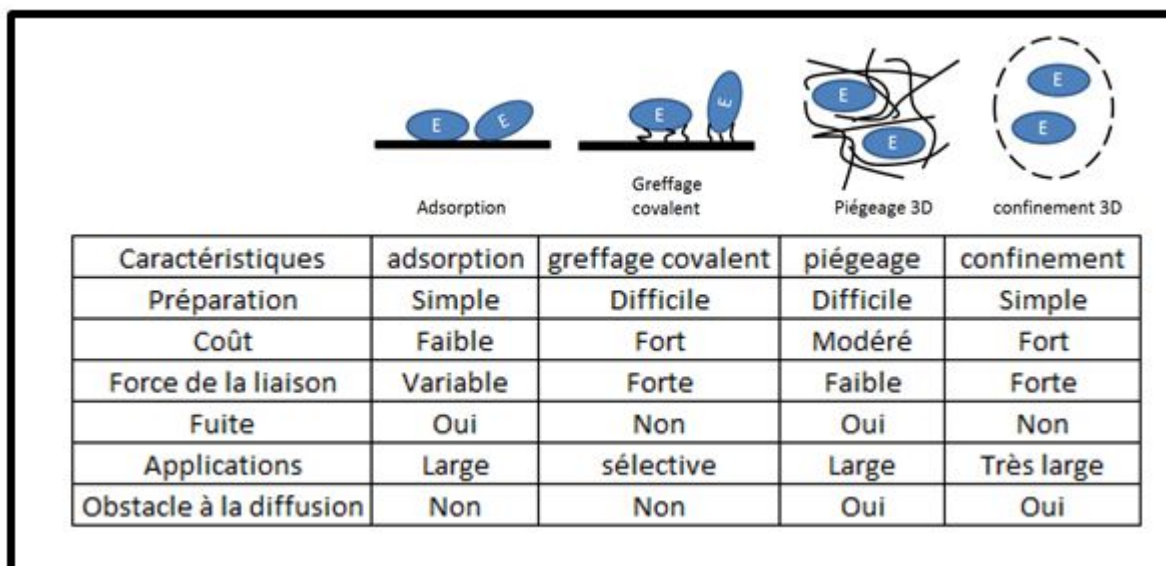 E E E E E E E E
Adsorption
Greffage
covalent
Piégeage 3D
confinement 3D
Caractéristiques adsorption greffage covalent piégeage confinement
Préparation Simple Difficile Difficile Simple
Coût Faible Fort Modéré Fort
Force de la liaison Variable Forte Faible Forte
Fuite Oui Non Oui Non
Applications Large sélective Large Très large
Obstacle à la diffusion Non Non Oui Oui